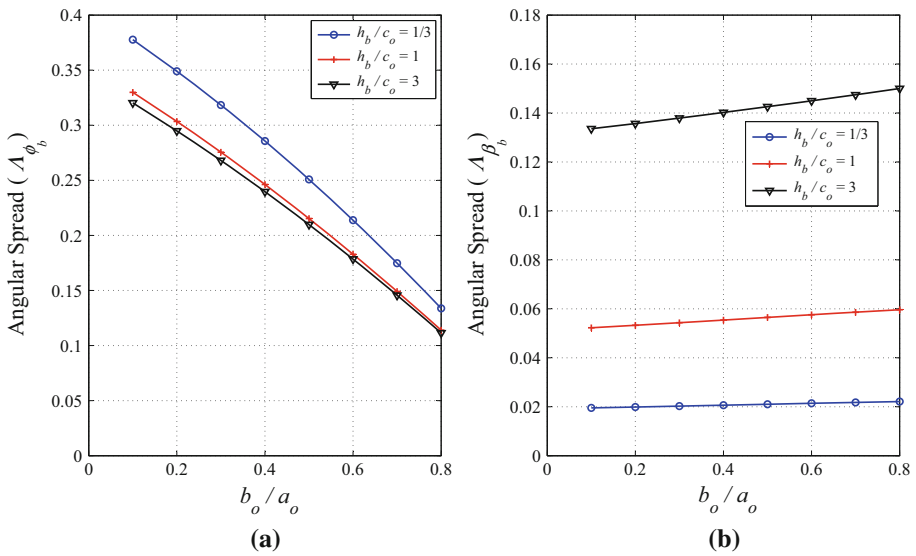 0.4
0.35
0.3
0.25
0.2
0.15
0.1
0.05
0
0 0.2 0.4 0.6 0.8
Angular Spread ( Λ_ϕ_b )
b_o / a_o
h_b / c_o = 1/3
h_b / c_o = 1
h_b / c_o = 3
(a)
0.18
0.16
0.14
0.12
0.1
0.08
0.06
0.04
0.02
0
0 0.2 0.4 0.6 0.8
Angular Spread ( Λ_β_b )
b_o / a_o
h_b / c_o = 1/3
h_b / c_o = 1
h_b / c_o = 3
(b)